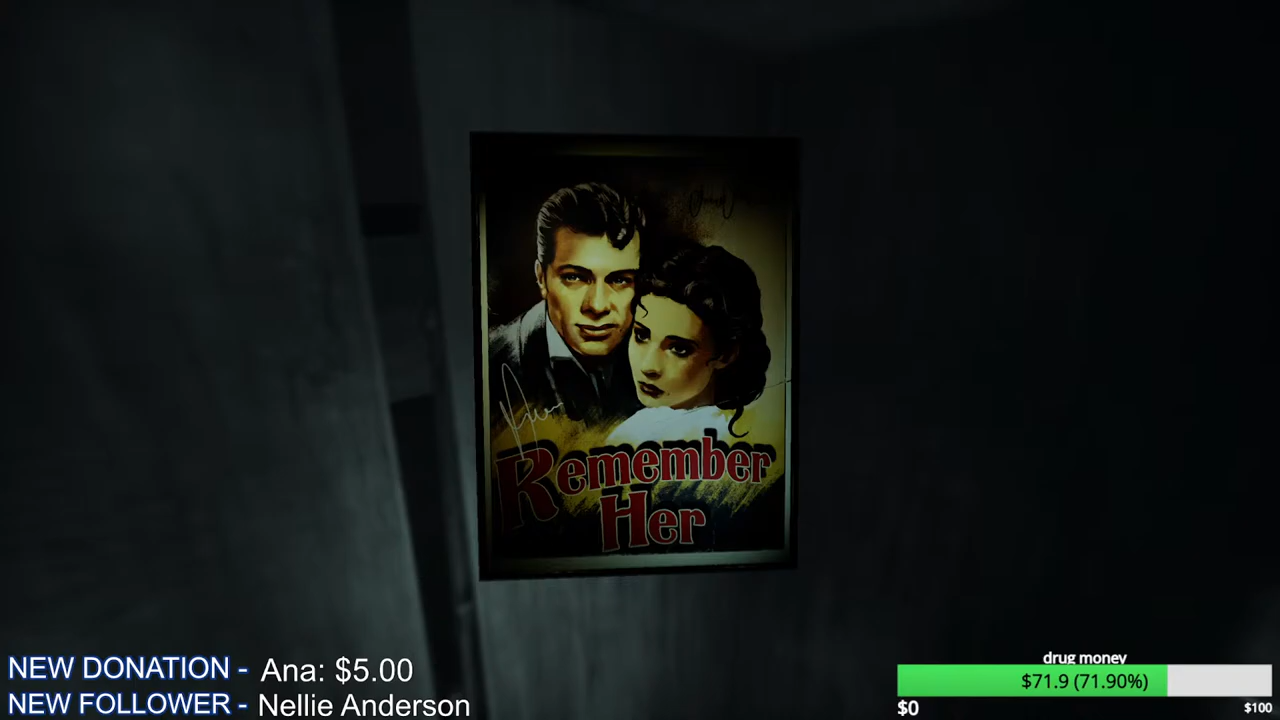 Remember
Her
NEW DONATION - Ana: $5.00
NEW FOLLOWER - Nellie Anderson
drug money
$71.9 (71.90%)
$0
$100